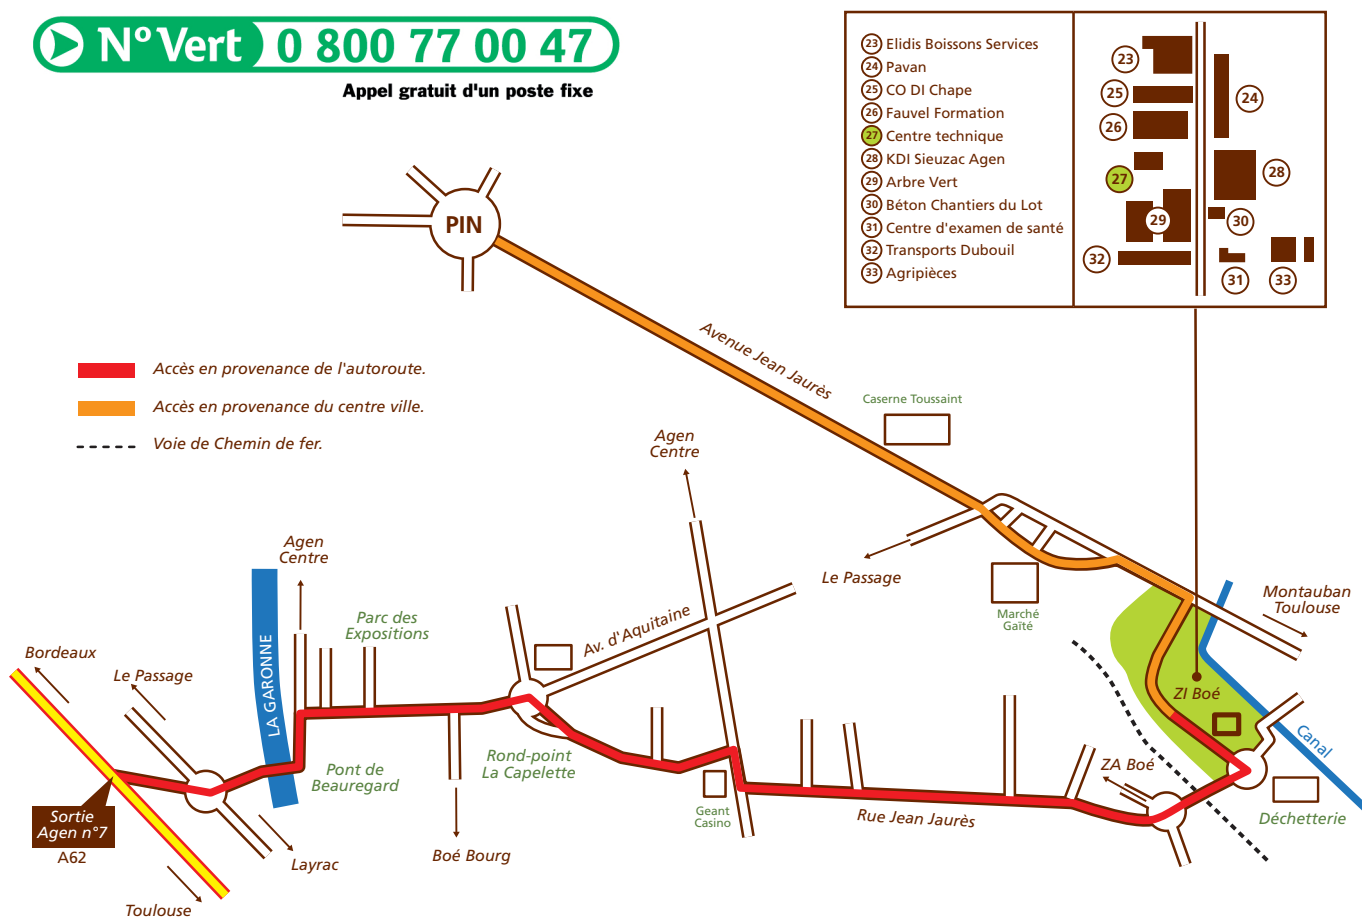 N° Vert 0 800 77 00 47
Appel gratuit d'un poste fixe
23 Elidis Boissons Services
24 Pavan
25 CO DI Chape
26 Fauvel Formation
27 Centre technique
28 KDI Sieuzac Agen
29 Arbre Vert
30 Béton Chantiers du Lot
31 Centre d'examen de santé
32 Transports Dubouil
33 Agripièces
23
25
24
26
27
28
29
30
32
31
33
PIN
Avenue Jean Jaurès
Accès en provenance de l'autoroute.
Accès en provenance du centre ville.
Voie de Chemin de fer.
Caserne Toussaint
Agen
Centre
Agen
Centre
Le Passage
Marché
Gaïté
Montauban
Toulouse
Parc des
Expositions
Av. d'Aquitaine
LA GARONNE
Bordeaux
Le Passage
ZI Boé
Canal
Pont de
Beauregard
Rond-point
La Capelette
ZA Boé
Geant
Casino
Rue Jean Jaurès
Déchetterie
Sortie
Agen n°7
A62
Layrac
Boé Bourg
Toulouse